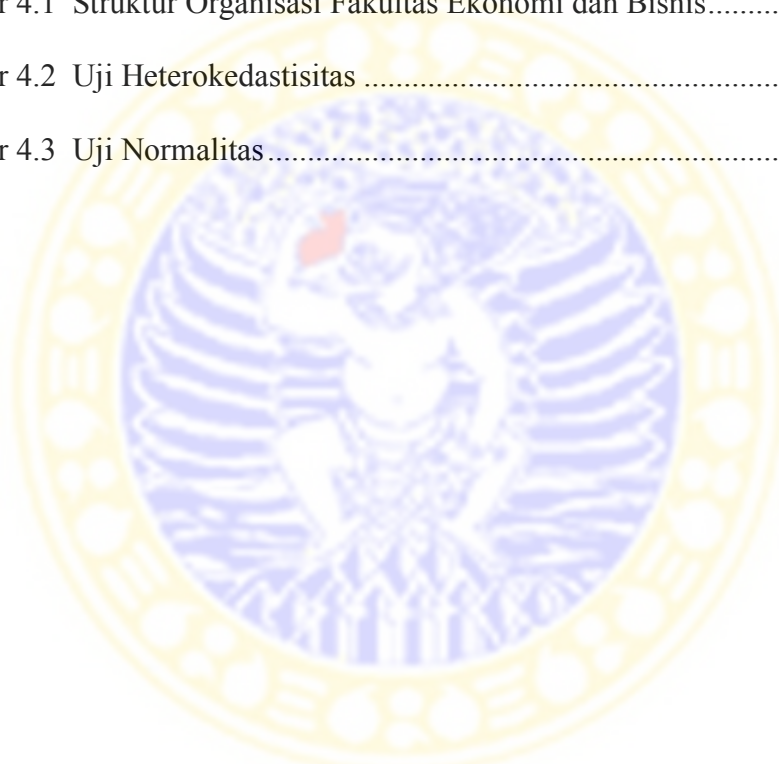 r 4.1 Struktur Organisasi Fakultas Ekonomi dan Bisnis.........
r 4.2 Uji Heterokedastisitas ....................................................
r 4.3 Uji Normalitas................................................................